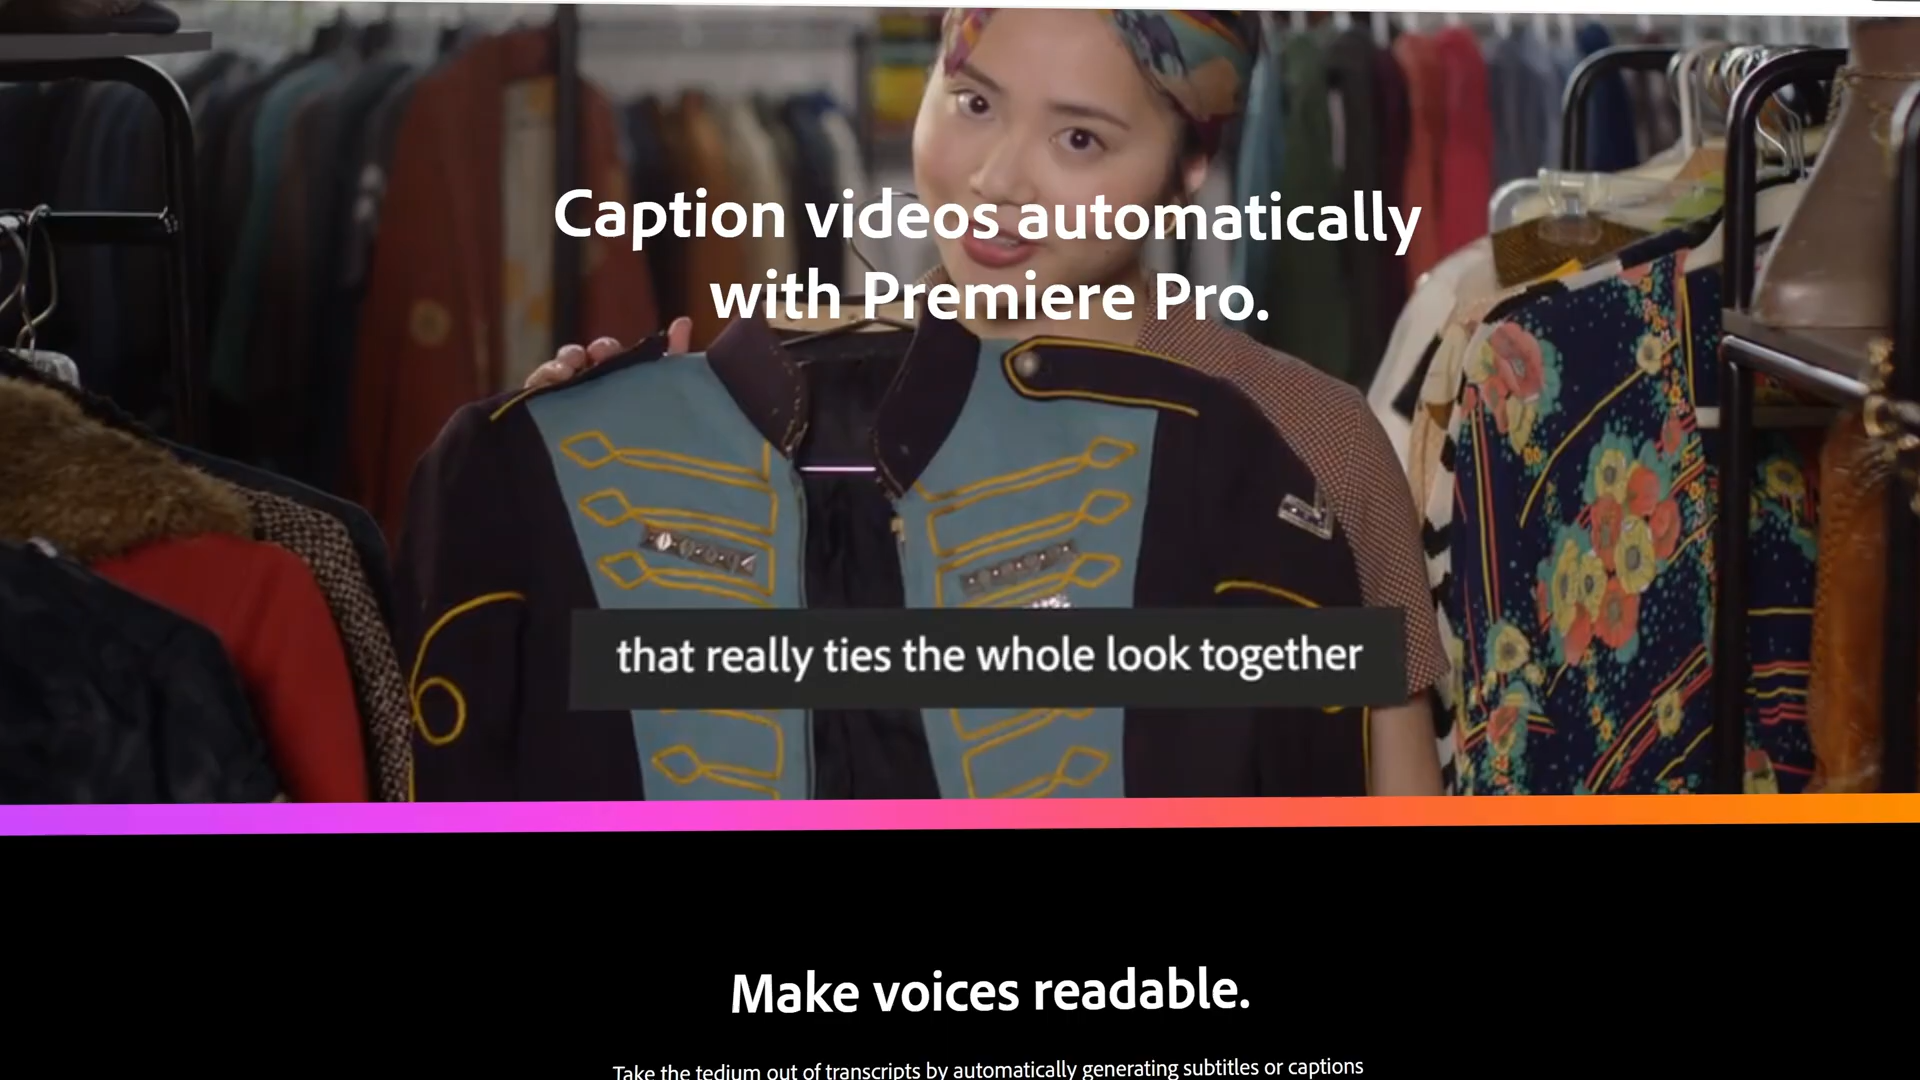 Caption videos automatically
with Premiere Pro.
that really ties the whole look together
Make voices readable.
Take the tedium out of transcripts by automatically generating subtitles or captions